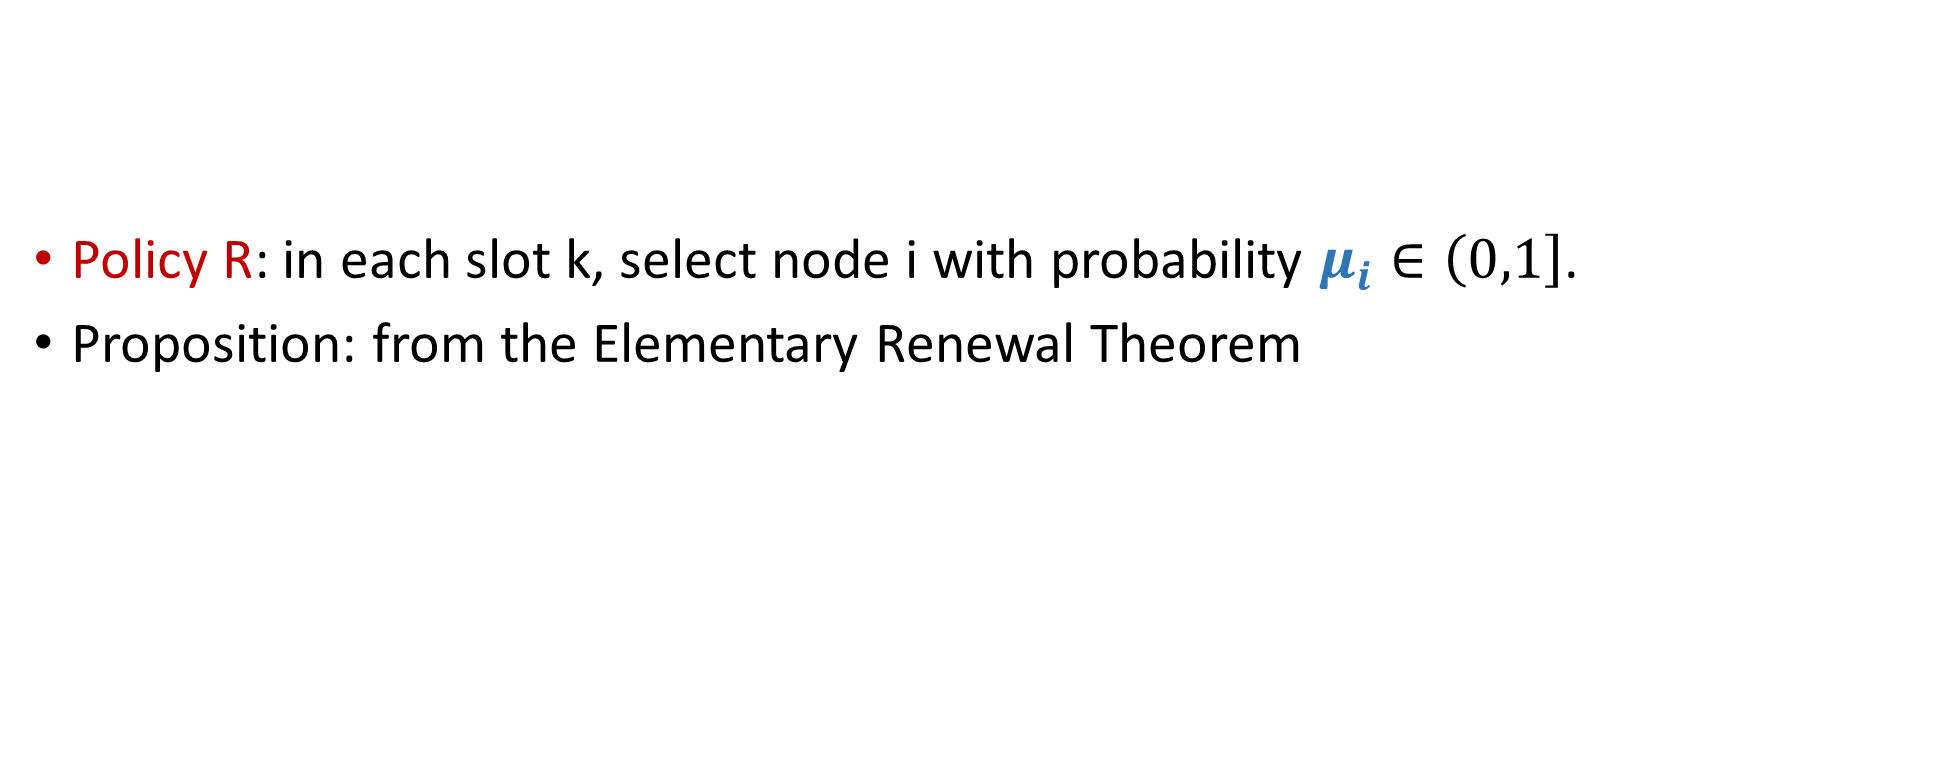 • Policy R: in each slot k, select node i with probability μᵢ ∈ (0,1].
• Proposition: from the Elementary Renewal Theorem